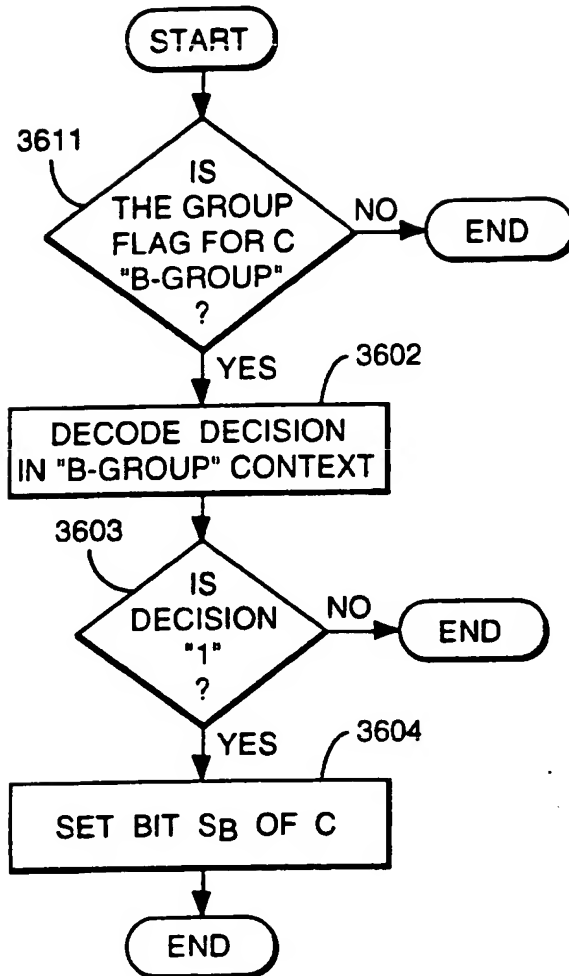 START
3611
IS
THE GROUP
FLAG FOR C
"B-GROUP"
?
NO
END
YES
3602
DECODE DECISION
IN "B-GROUP" CONTEXT
3603
IS
DECISION
"1"
?
NO
END
YES
3604
SET BIT SB OF C
END